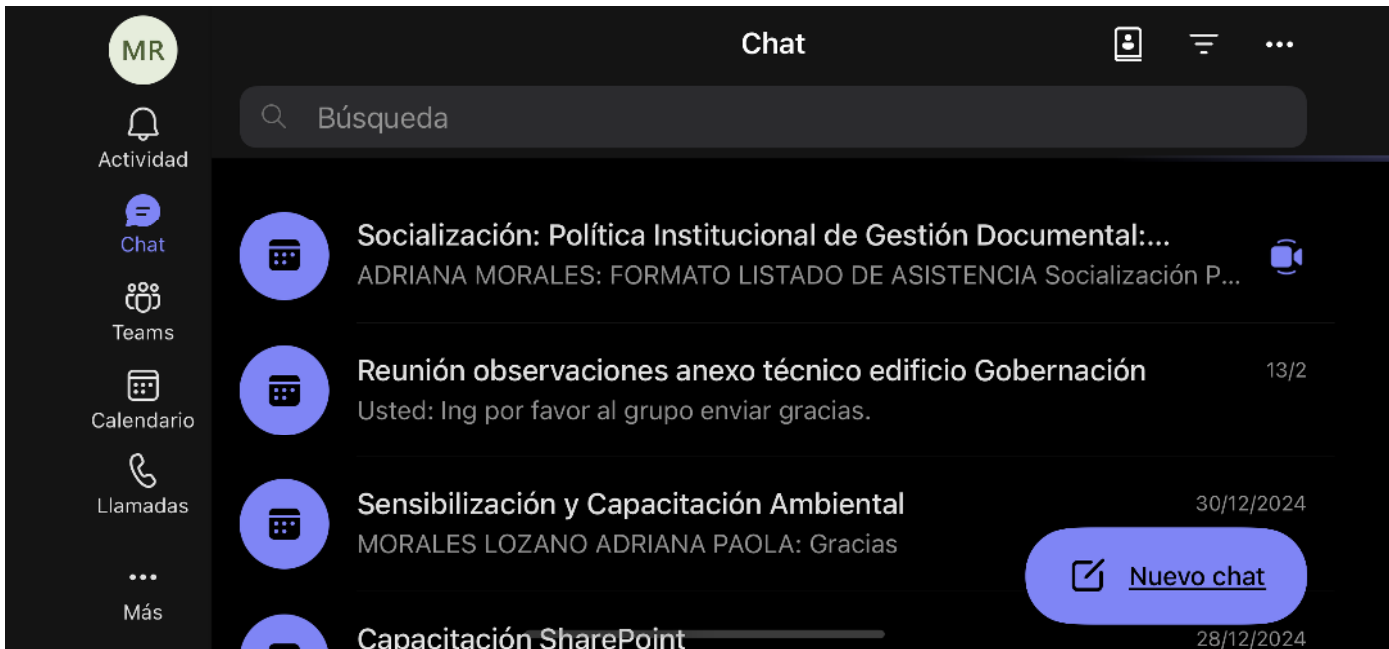 MR
Actividad
Chat
Teams
Calendario
Llamadas
Más
Chat
Búsqueda
Socialización: Política Institucional de Gestión Documental:...
ADRIANA MORALES: FORMATO LISTADO DE ASISTENCIA Socialización P...
Reunión observaciones anexo técnico edificio Gobernación
13/2
Usted: Ing por favor al grupo enviar gracias.
Sensibilización y Capacitación Ambiental
30/12/2024
MORALES LOZANO ADRIANA PAOLA: Gracias
Nuevo chat
Capacitación SharePoint
28/12/2024